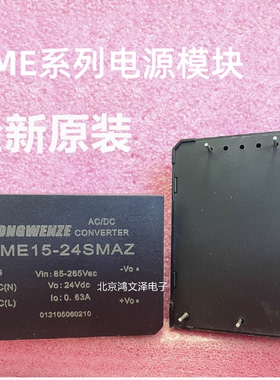 ME系列电源模块
全新原装
ONGWENZE
AC/DC
CONVERTER
ME15-24SMAZ
G
Vin: 85-265Vac
-Vo
C(N)
Vo: 24Vdc
C(L)
Io: 0.63A
+Vo
012105060210
北京鸿文泽电子